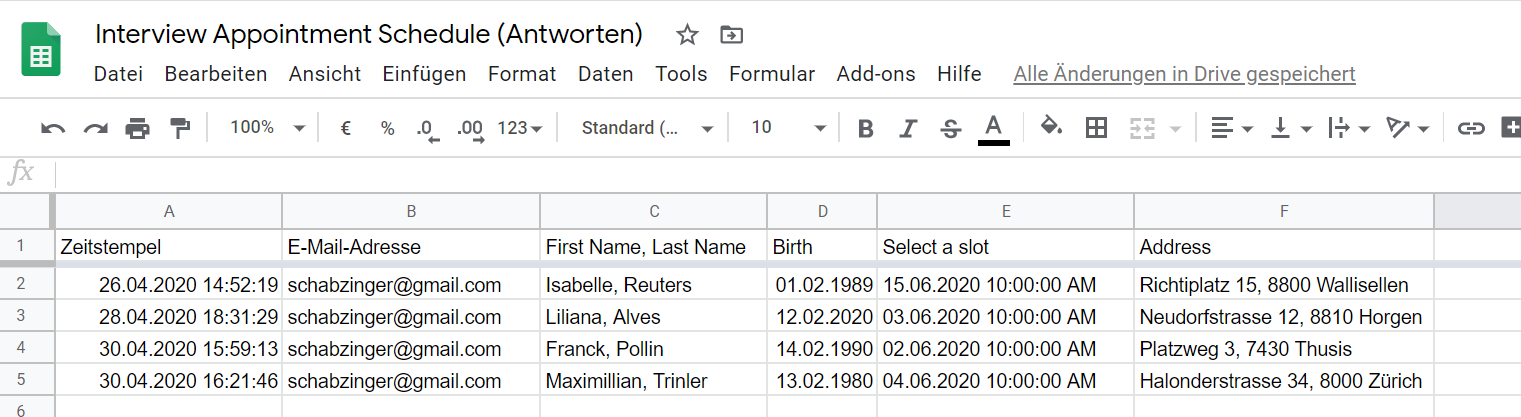 Interview Appointment Schedule (Antworten)
Datei Bearbeiten Ansicht Einfügen Format Daten Tools Formular Add-ons Hilfe Alle Änderungen in Drive gespeichert
100% € % .0 .00 123 Standard (... 10 B I S A
fx
A B C D E F
1 Zeitstempel E-Mail-Adresse First Name, Last Name Birth Select a slot Address
2 26.04.2020 14:52:19 schabzinger@gmail.com Isabelle, Reuters 01.02.1989 15.06.2020 10:00:00 AM Richtiplatz 15, 8800 Wallisellen
3 28.04.2020 18:31:29 schabzinger@gmail.com Liliana, Alves 12.02.2020 03.06.2020 10:00:00 AM Neudorfstrasse 12, 8810 Horgen
4 30.04.2020 15:59:13 schabzinger@gmail.com Franck, Pollin 14.02.1990 02.06.2020 10:00:00 AM Platzweg 3, 7430 Thusis
5 30.04.2020 16:21:46 schabzinger@gmail.com Maximillian, Trinler 13.02.1980 04.06.2020 10:00:00 AM Halonderstrasse 34, 8000 Zürich
6